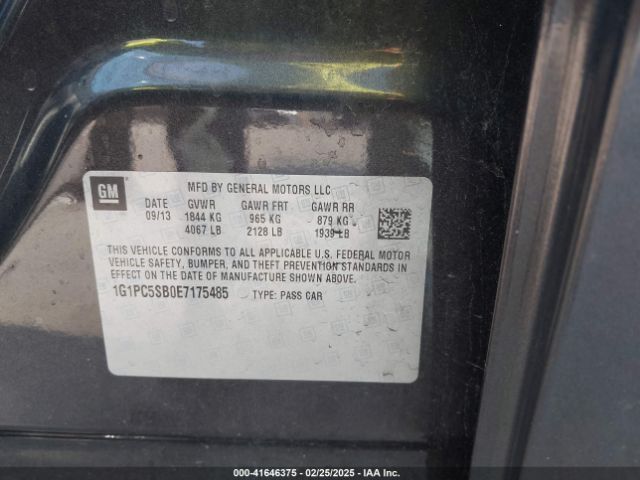 GM
MFD BY GENERAL MOTORS LLC
DATE GVWR GAWR FRT GAWR RR
09/13 1844 KG 965 KG 879 KG
4067 LB 2128 LB 1939 LB
THIS VEHICLE CONFORMS TO ALL APPLICABLE U.S. FEDERAL MOTOR
VEHICLE SAFETY, BUMPER, AND THEFT PREVENTION STANDARDS IN
EFFECT ON THE DATE OF MANUFACTURE SHOWN ABOVE.
1G1PC5SB0E7175485 TYPE: PASS CAR
000-41646375 | 02/25/2025 | IAA Inc.